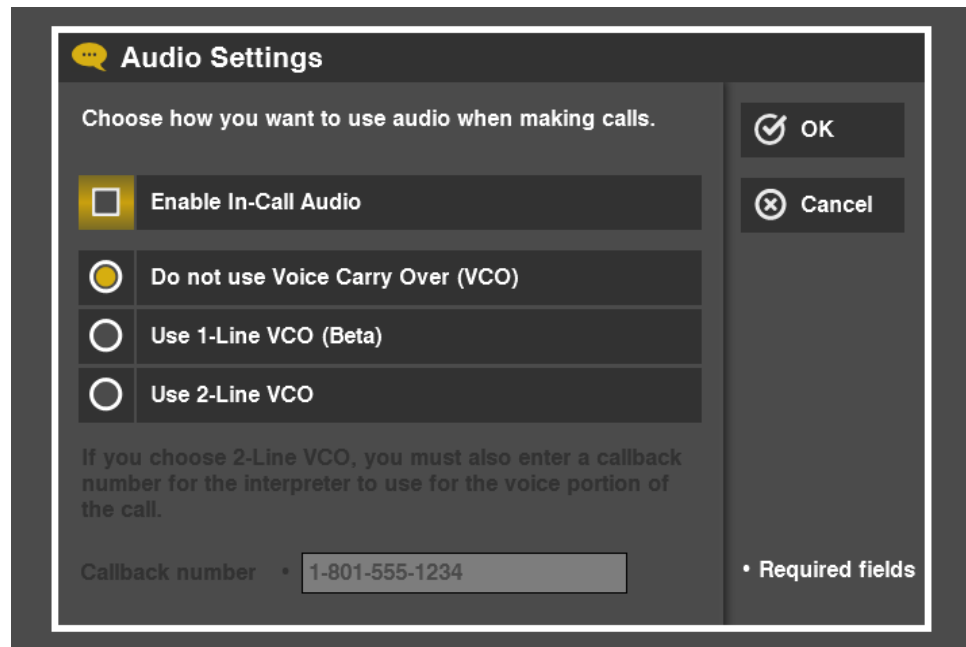 Audio Settings
Choose how you want to use audio when making calls.
Enable In-Call Audio
Do not use Voice Carry Over (VCO)
Use 1-Line VCO (Beta)
Use 2-Line VCO
If you choose 2-Line VCO, you must also enter a callback
number for the interpreter to use for the voice portion of
the call.
Callback number • 1-801-555-1234
OK
Cancel
• Required fields